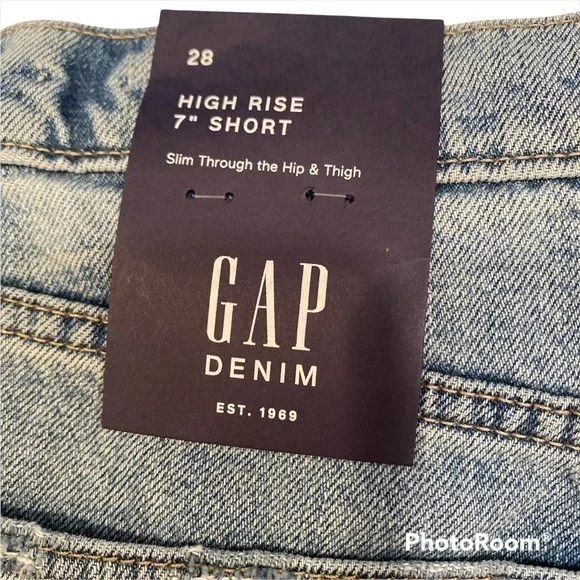 28
HIGH RISE
7" SHORT
Slim Through the Hip & Thigh
GAP
DENIM
EST. 1969
PhotoRoom®